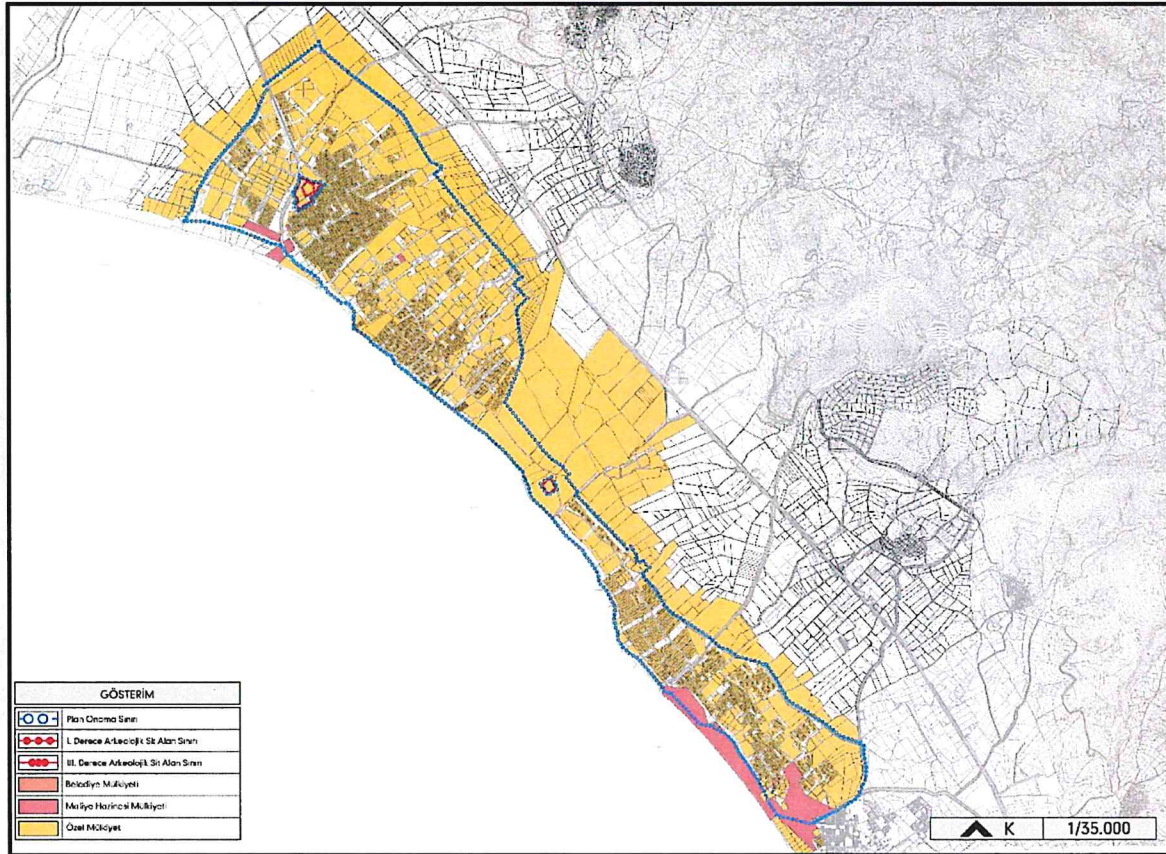 GÖSTERİM
Plan Onama Sınırı
I. Derece Arkeolojik Sit Alan Sınırı
III. Derece Arkeolojik Sit Alan Sınırı
Belediye Mülkiyeti
Maliye Hazinesi Mülkiyeti
Özel Mülkiyet
K 1/35.000